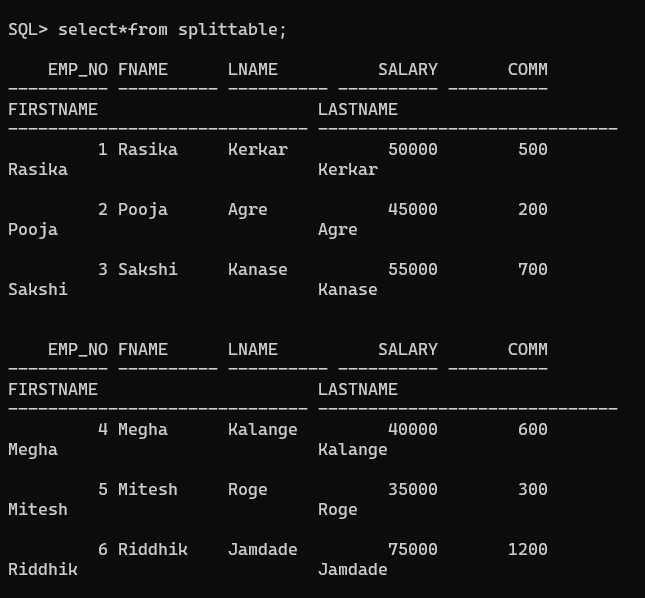 SQL> select*from splittable;
    EMP_NO FNAME      LNAME          SALARY       COMM
---------- ---------- ---------- ---------- ----------
FIRSTNAME                      LASTNAME
------------------------------ ------------------------------
         1 Rasika     Kerkar          50000        500
Rasika                         Kerkar
         2 Pooja      Agre            45000        200
Pooja                          Agre
         3 Sakshi     Kanase          55000        700
Sakshi                         Kanase
    EMP_NO FNAME      LNAME          SALARY       COMM
---------- ---------- ---------- ---------- ----------
FIRSTNAME                      LASTNAME
------------------------------ ------------------------------
         4 Megha      Kalange         40000        600
Megha                          Kalange
         5 Mitesh     Roge            35000        300
Mitesh                         Roge
         6 Riddhik    Jamdade         75000       1200
Riddhik                        Jamdade